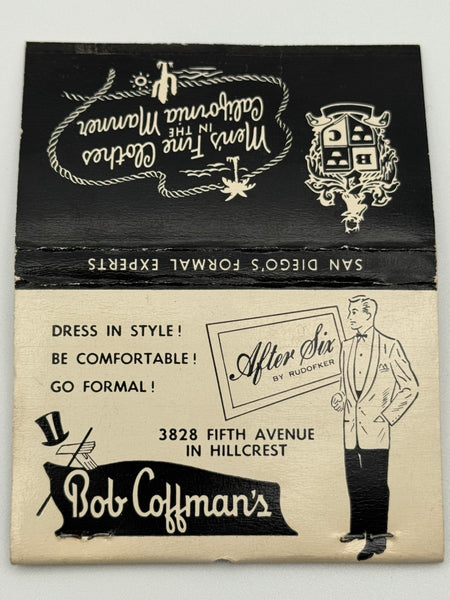 Men's Fine Clothes
IN THE
California Manner
B C
SAN DIEGO'S FORMAL EXPERTS
DRESS IN STYLE!
BE COMFORTABLE!
GO FORMAL!
After Six
BY RUDOFKER
3828 FIFTH AVENUE
IN HILLCREST
Bob Coffman's